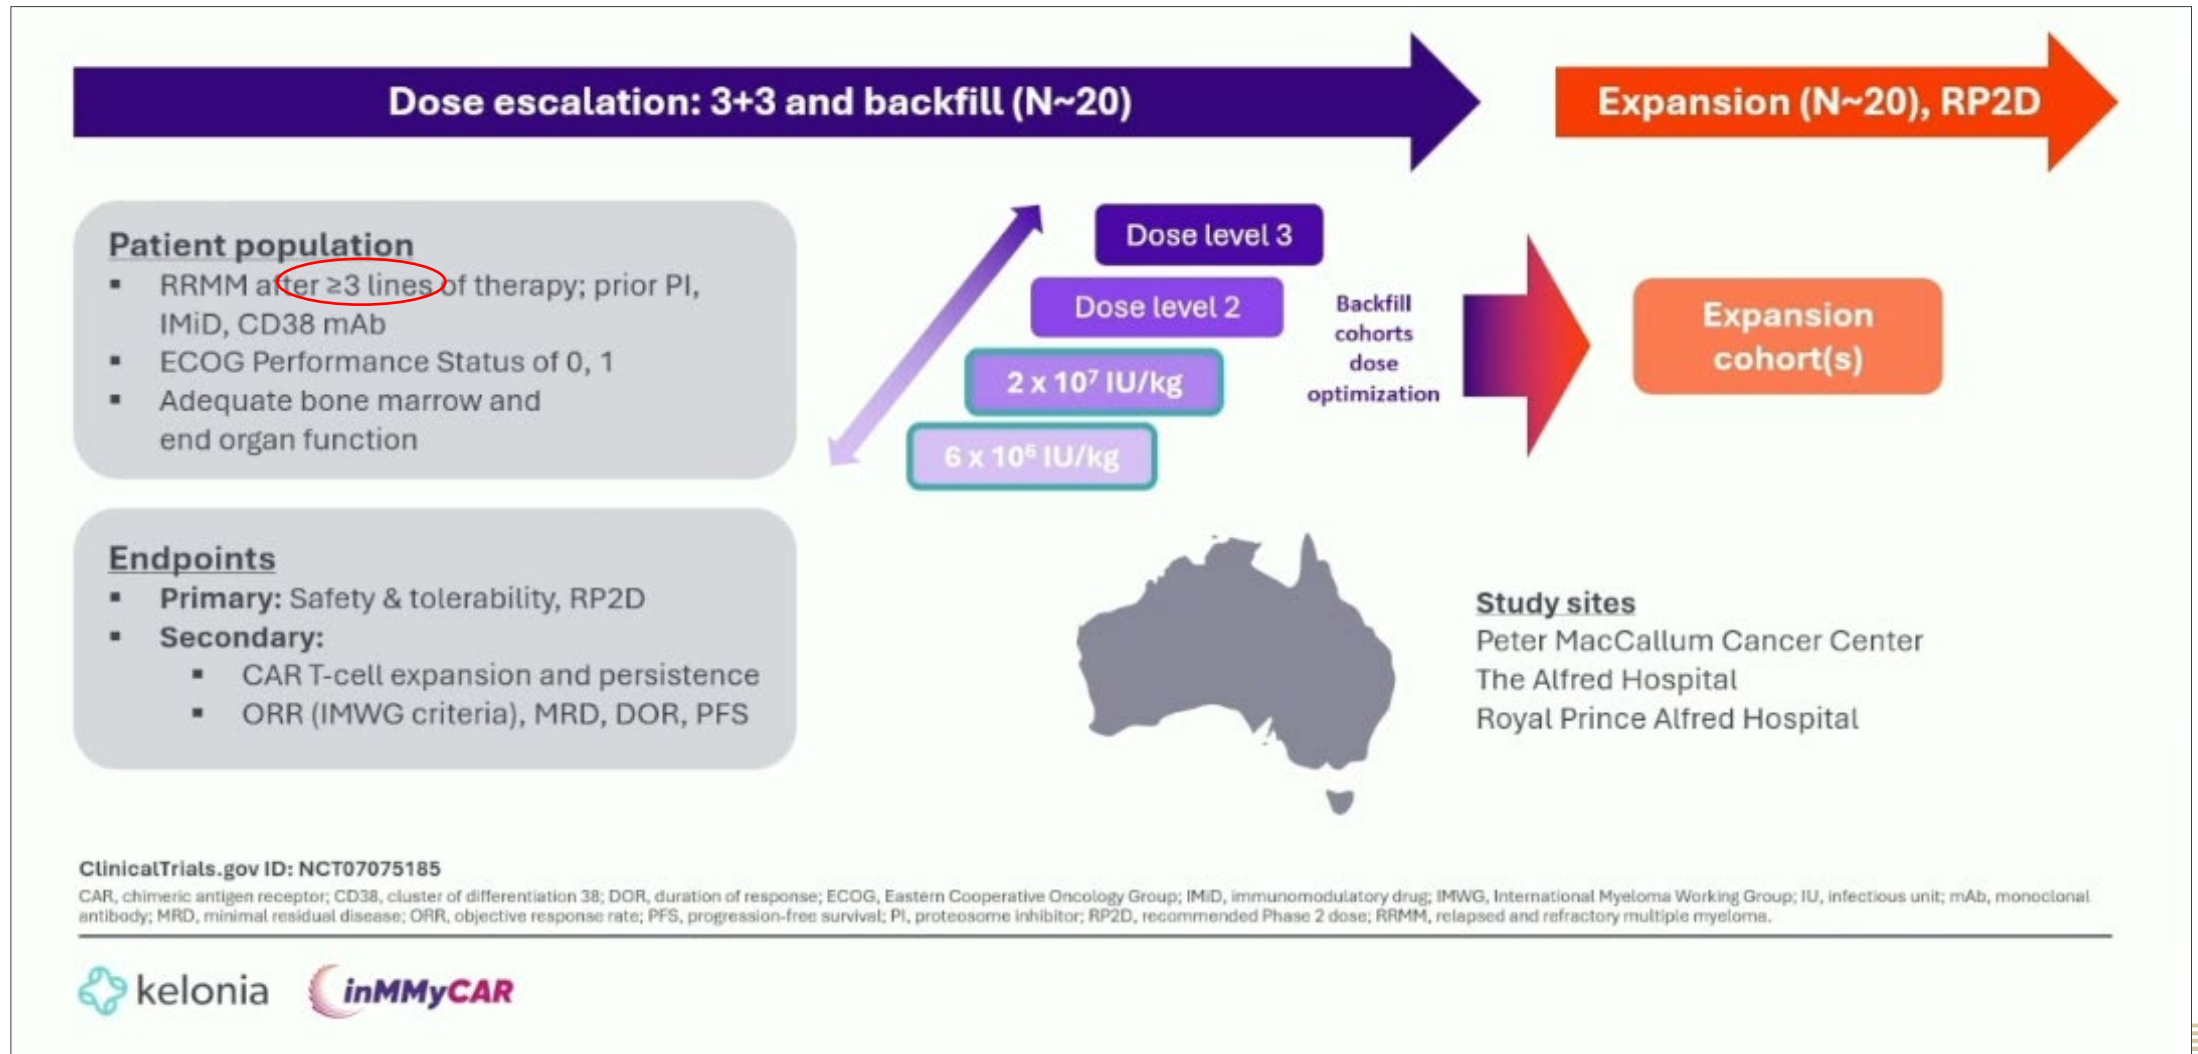 Dose escalation: 3+3 and backfill (N~20)
Expansion (N~20), RP2D
Patient population
▪ RRMM after ≥3 lines of therapy; prior PI,
IMiD, CD38 mAb
▪ ECOG Performance Status of 0, 1
▪ Adequate bone marrow and
end organ function
Dose level 3
Dose level 2
2 x 10⁷ IU/kg
6 x 10⁶ IU/kg
Backfill
cohorts
dose
optimization
Expansion
cohort(s)
Endpoints
▪ Primary: Safety & tolerability, RP2D
▪ Secondary:
▪ CAR T-cell expansion and persistence
▪ ORR (IMWG criteria), MRD, DOR, PFS
Study sites
Peter MacCallum Cancer Center
The Alfred Hospital
Royal Prince Alfred Hospital
ClinicalTrials.gov ID: NCT07075185
CAR, chimeric antigen receptor; CD38, cluster of differentiation 38; DOR, duration of response; ECOG, Eastern Cooperative Oncology Group; IMiD, immunomodulatory drug; IMWG, International Myeloma Working Group; IU, infectious unit; mAb, monoclonal
antibody; MRD, minimal residual disease; ORR, objective response rate; PFS, progression-free survival; PI, proteosome inhibitor; RP2D, recommended Phase 2 dose; RRMM, relapsed and refractory multiple myeloma.
kelonia
inMMyCAR